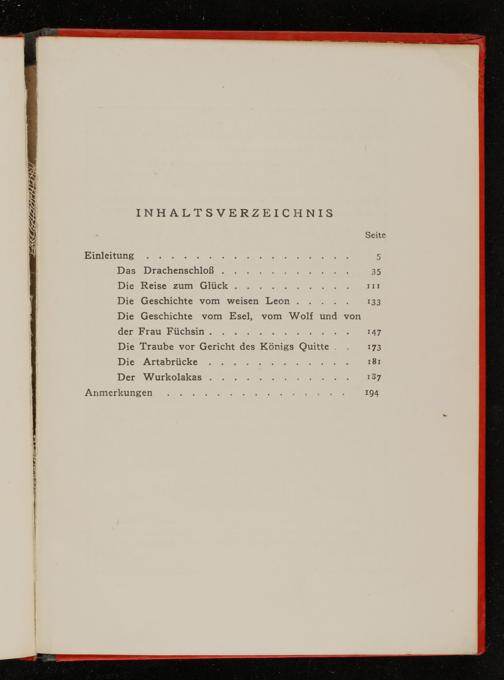 INHALTSVERZEICHNIS
Seite
Einleitung . . . . . . . . . . . . . . . . . 5
Das Drachenschloß . . . . . . . . . . . 35
Die Reise zum Glück . . . . . . . . . . 111
Die Geschichte vom weisen Leon . . . . . 133
Die Geschichte vom Esel, vom Wolf und von
der Frau Füchsin . . . . . . . . . . . . 147
Die Traube vor Gericht des Königs Quitte . . 173
Die Artabrücke . . . . . . . . . . . . 181
Der Wurkolakas . . . . . . . . . . . . 187
Anmerkungen . . . . . . . . . . . . . . . 194